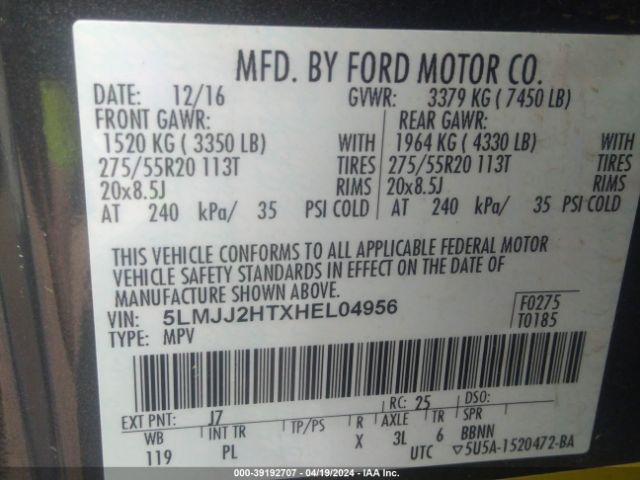 MFD. BY FORD MOTOR CO.
DATE: 12/16 GVWR: 3379 KG ( 7450 LB)
FRONT GAWR: REAR GAWR:
1520 KG ( 3350 LB) WITH 1964 KG ( 4330 LB) WITH
275/55R20 113T TIRES 275/55R20 113T TIRES
20x8.5J RIMS 20x8.5J RIMS
AT 240 kPa/ 35 PSI COLD AT 240 kPa/ 35 PSI COLD
THIS VEHICLE CONFORMS TO ALL APPLICABLE FEDERAL MOTOR
VEHICLE SAFETY STANDARDS IN EFFECT ON THE DATE OF
MANUFACTURE SHOWN ABOVE.
VIN: 5LMJJ2HTXHEL04956 F0275
TYPE: MPV T0185
EXT PNT: J7 RC: 25 DSO:
WB INT TR TP/PS R AXLE TR SPR
119 PL X 3L 6 BBNN
UTC ▽5U5A-1520472-BA
000-39192707 - 04/19/2024 - IAA Inc.